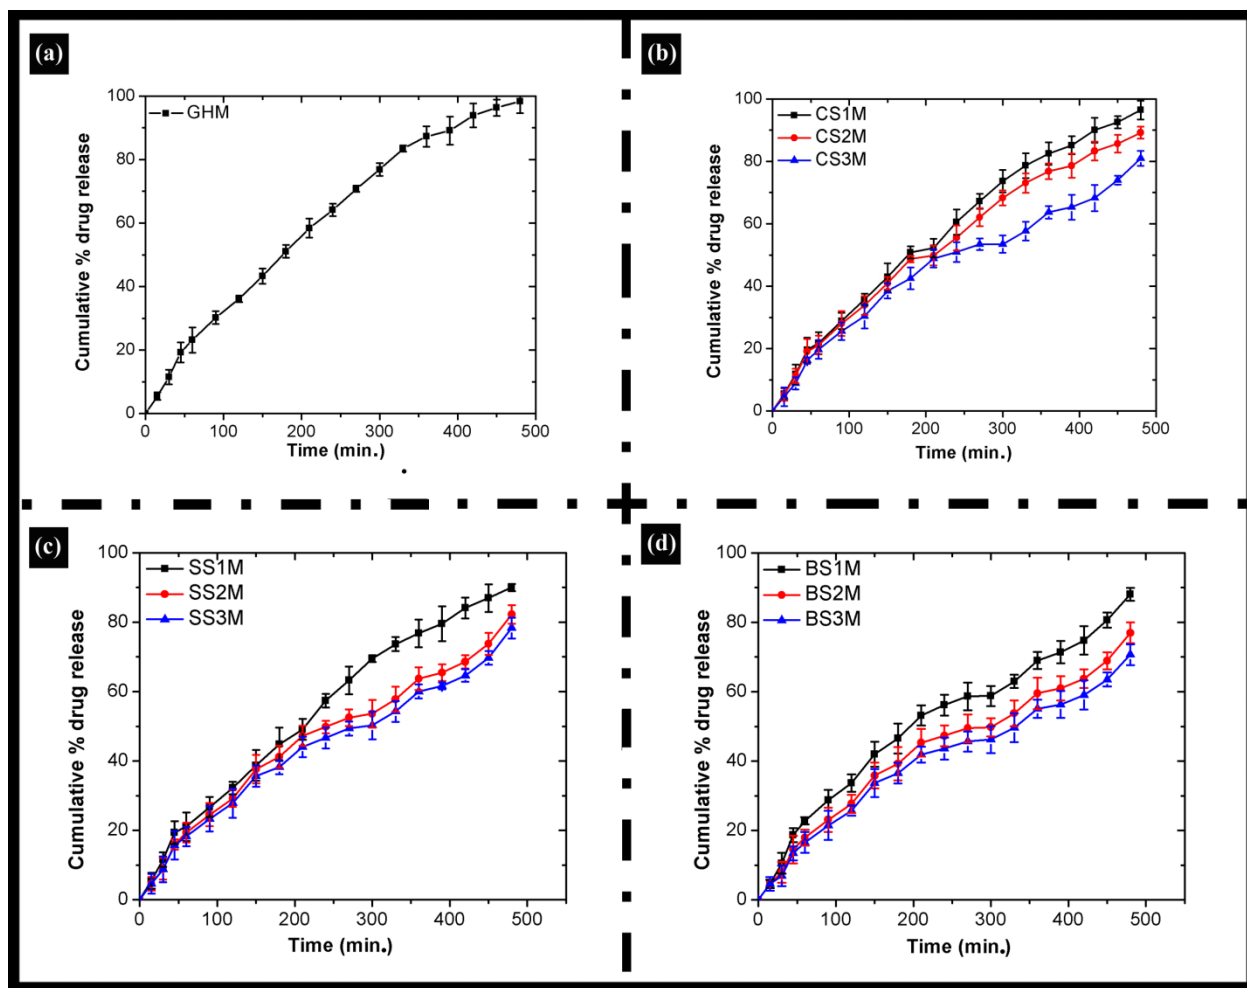 (a)
GHM
100
80
60
40
20
0
Cumulative % drug release
0 100 200 300 400 500
Time (min.)
(b)
CS1M
CS2M
CS3M
100
80
60
40
20
0
Cumulative % drug release
0 100 200 300 400 500
Time (min.)
(c)
SS1M
SS2M
SS3M
100
80
60
40
20
0
Cumulative % drug release
0 100 200 300 400 500
Time (min.)
(d)
BS1M
BS2M
BS3M
100
80
60
40
20
0
Cumulative % drug release
0 100 200 300 400 500
Time (min.)